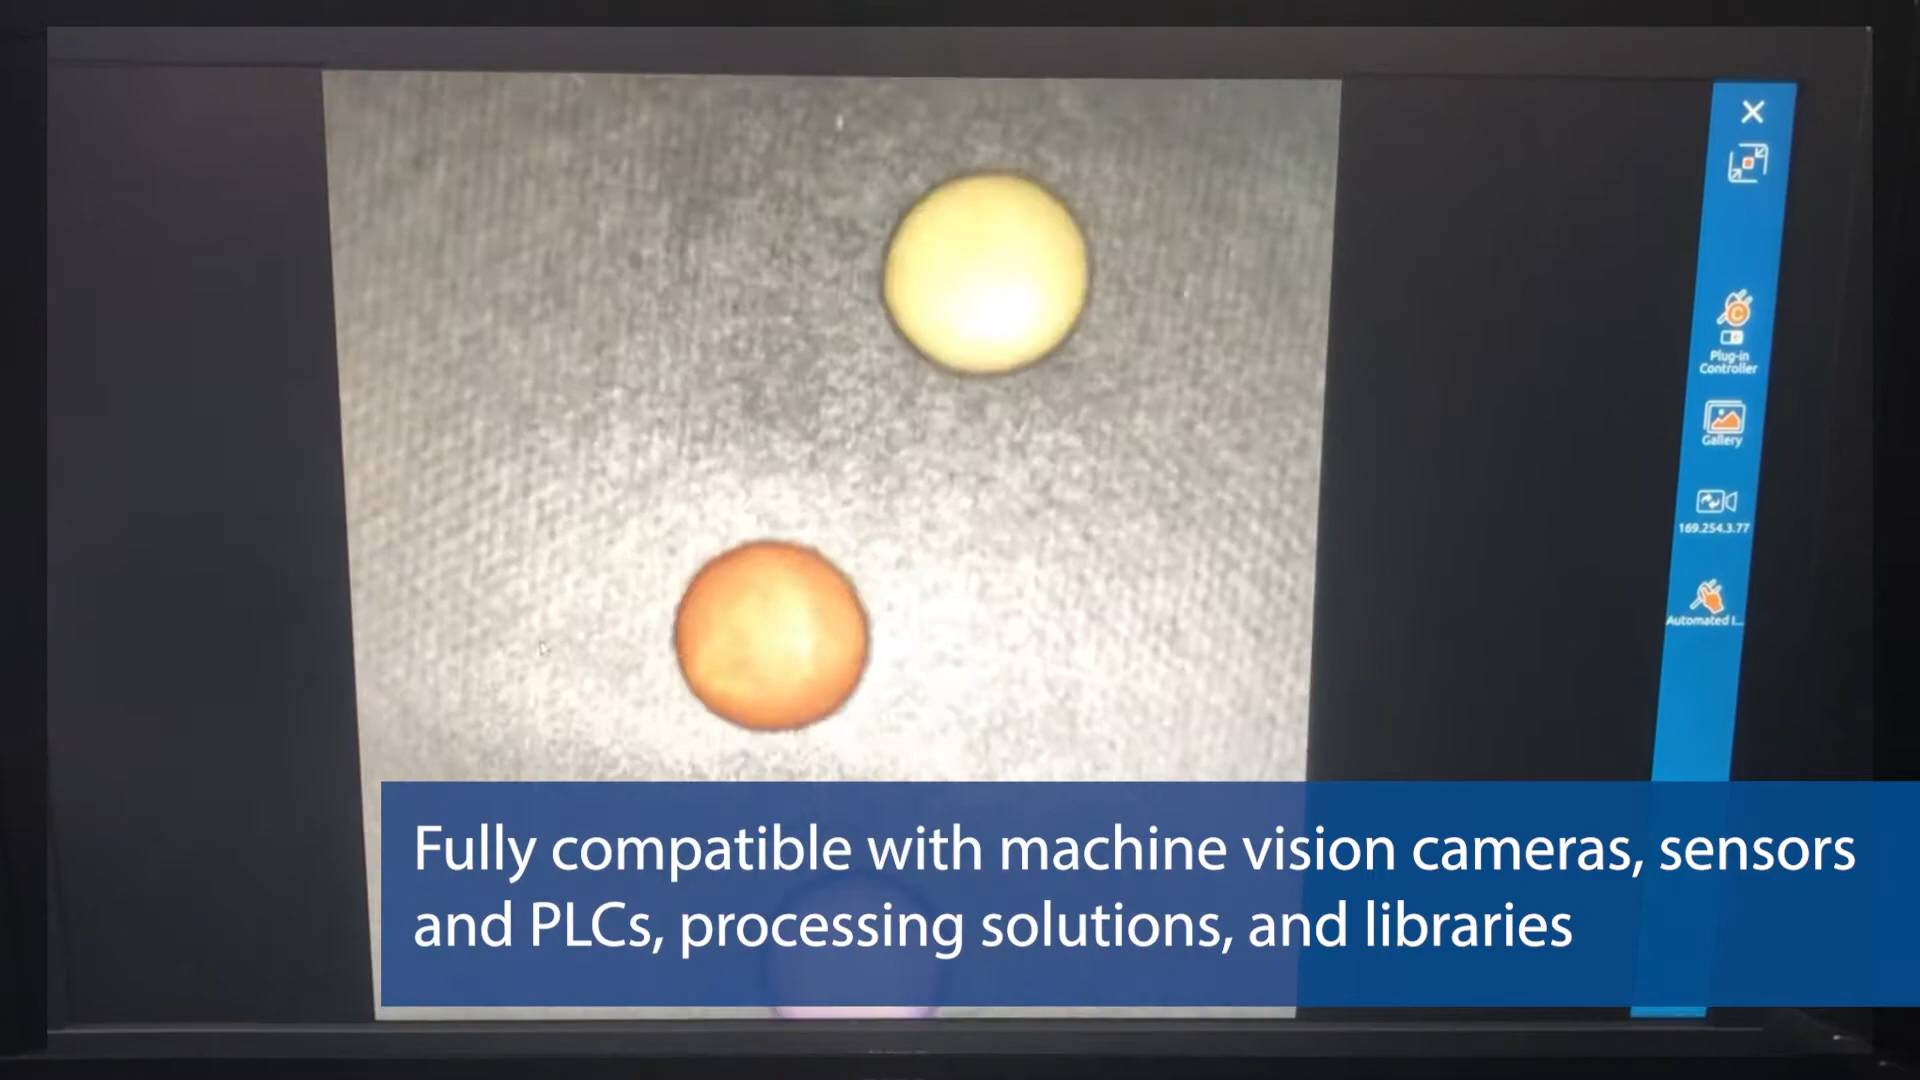 Plug-in
Controller
Gallery
169.254.3.77
Automated I...
Fully compatible with machine vision cameras, sensors
and PLCs, processing solutions, and libraries